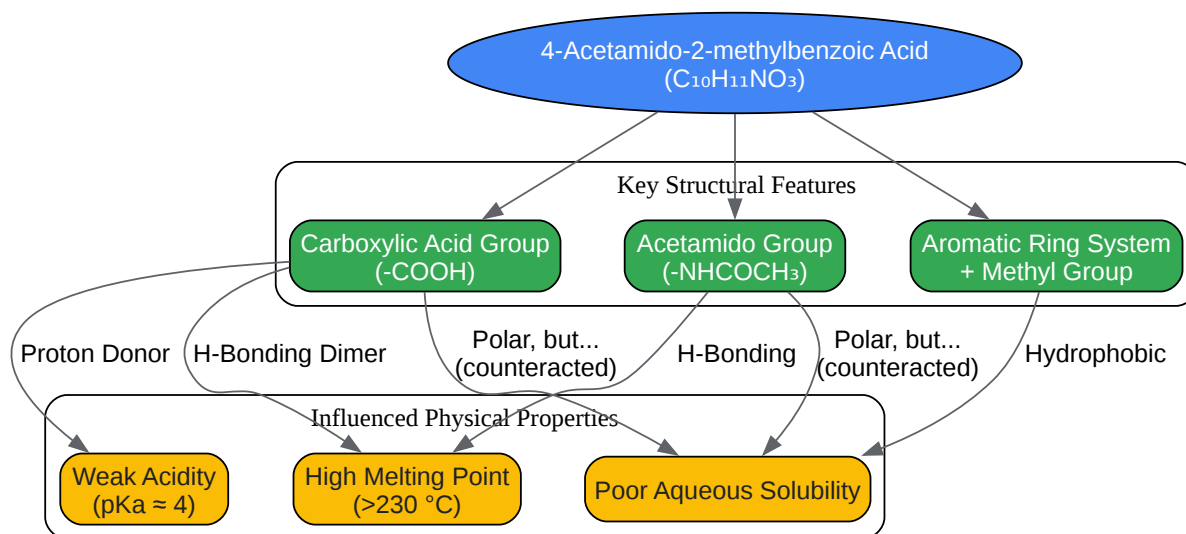 4-Acetamido-2-methylbenzoic Acid
(C₁₀H₁₁NO₃)
Key Structural Features
Carboxylic Acid Group
(-COOH)
Acetamido Group
(-NHCOCH₃)
Aromatic Ring System
+ Methyl Group
Proton Donor
H-Bonding Dimer
Polar, but...
(counteracted)
H-Bonding
Polar, but...
(counteracted)
Hydrophobic
Influenced Physical Properties
Weak Acidity
(pKa ≈ 4)
High Melting Point
(>230 °C)
Poor Aqueous Solubility